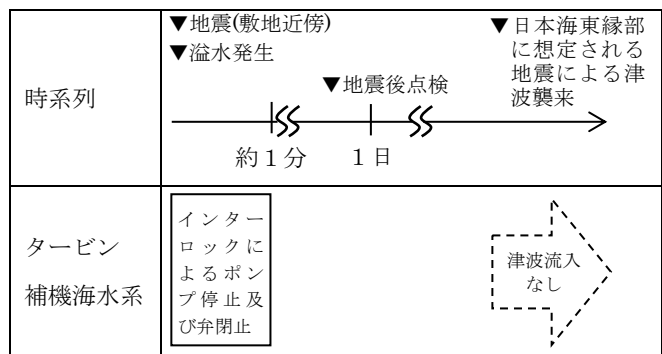 時系列
▼地震(敷地近傍)
▼溢水発生
▼地震後点検
▼日本海東縁部
に想定される
地震による津
波襲来
約1分
1日
タービン
補機海水系
インター
ロックに
よるポン
プ停止及
び弁閉止
津波流入
なし